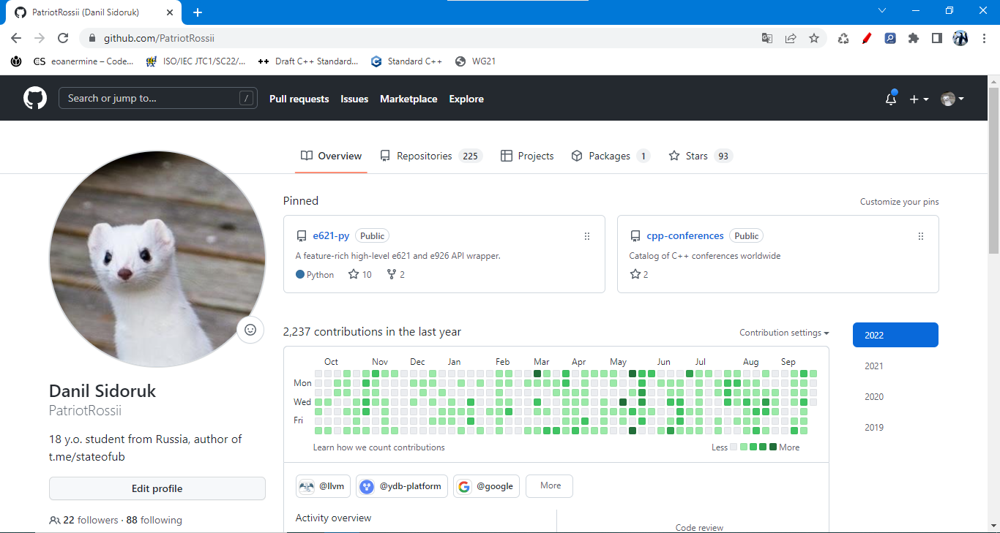 PatriotRossii (Danil Sidoruk)
github.com/PatriotRossii
eoanermine – Code...
ISO/IEC JTC1/SC22/...
Draft C++ Standard...
Standard C++
WG21
Search or jump to...
/
Pull requests
Issues
Marketplace
Explore
Overview
Repositories 225
Projects
Packages 1
Stars 93
Pinned
Customize your pins
e621-py Public
A feature-rich high-level e621 and e926 API wrapper.
Python 10 2
cpp-conferences Public
Catalog of C++ conferences worldwide
2
2,237 contributions in the last year
Contribution settings
Oct Nov Dec Jan Feb Mar Apr May Jun Jul Aug Sep
Mon
Wed
Fri
Learn how we count contributions
Less More
2022
2021
2020
2019
Danil Sidoruk
PatriotRossii
18 y.o. student from Russia, author of
t.me/stateofub
Edit profile
22 followers · 88 following
@llvm
@ydb-platform
@google
More
Activity overview
Code review